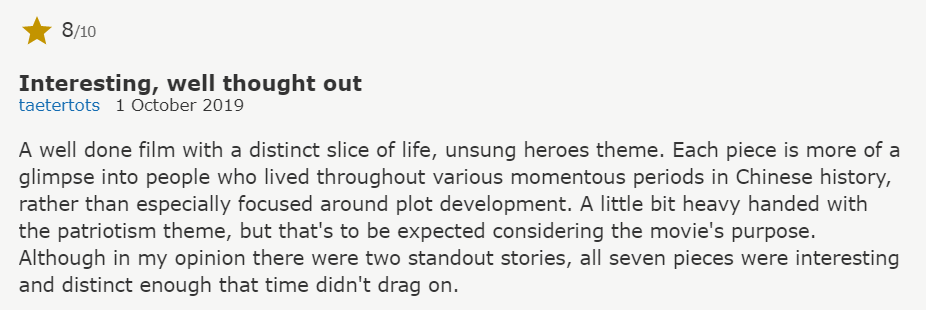 8/10
Interesting, well thought out
taetertots 1 October 2019
A well done film with a distinct slice of life, unsung heroes theme. Each piece is more of a
glimpse into people who lived throughout various momentous periods in Chinese history,
rather than especially focused around plot development. A little bit heavy handed with
the patriotism theme, but that's to be expected considering the movie's purpose.
Although in my opinion there were two standout stories, all seven pieces were interesting
and distinct enough that time didn't drag on.